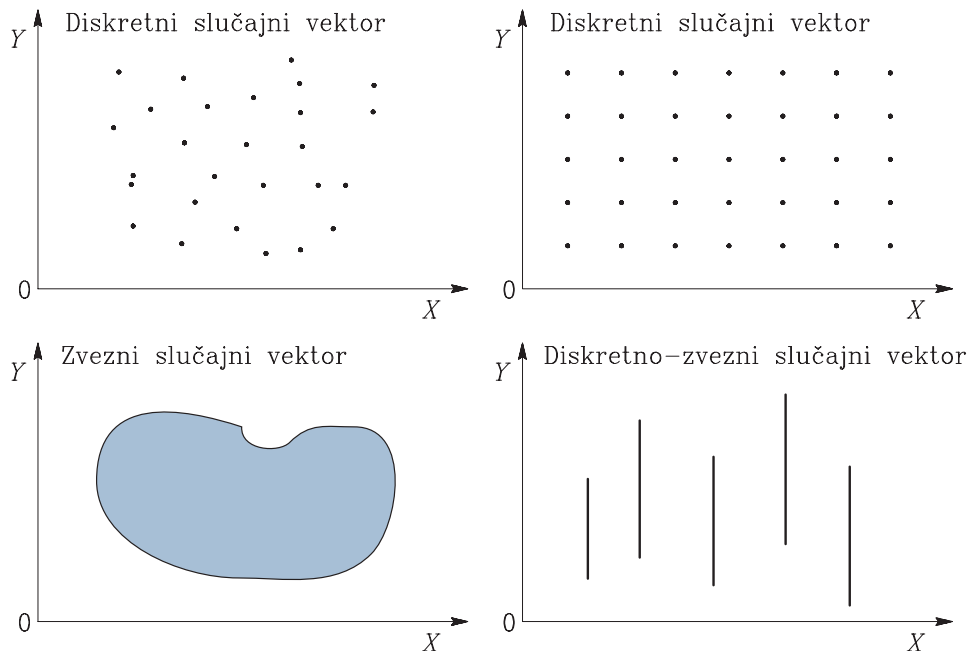 Y
Diskretni slučajni vektor
0
X
Y
Diskretni slučajni vektor
0
X
Y
Zvezni slučajni vektor
0
X
Y
Diskretno-zvezni slučajni vektor
0
X